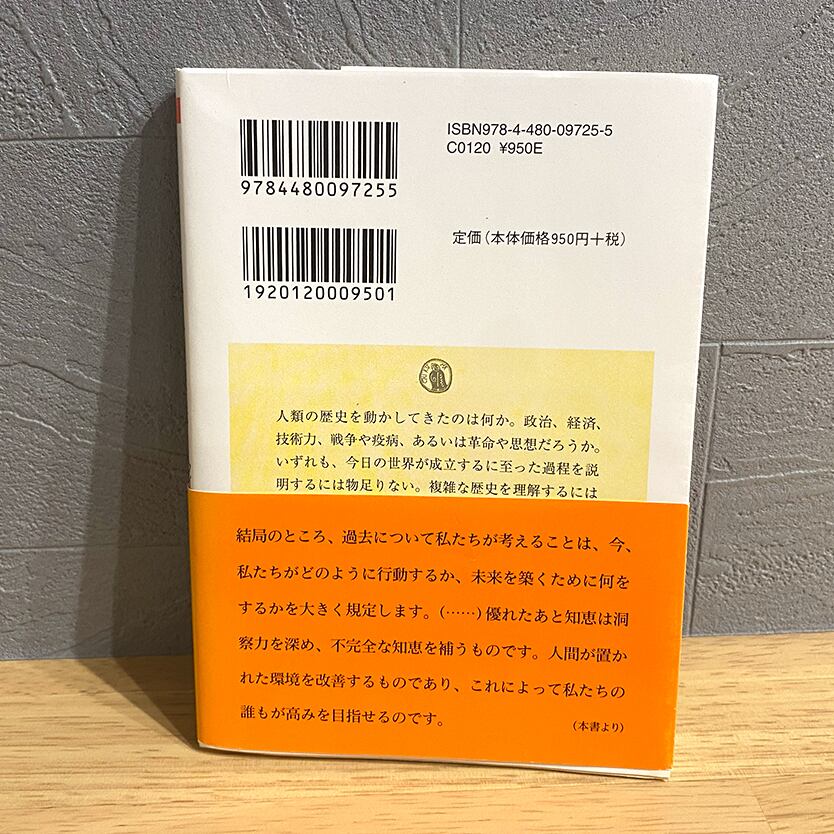 9784480097255
ISBN978-4-480-09725-5
C0120 ¥950E
1920120009501
定価(本体価格950円+税)
人類の歴史を動かしてきたのは何か。政治、経済、
技術力、戦争や疫病、あるいは革命や思想だろうか。
いずれも、今日の世界が成立するに至った過程を説
明するには物足りない。複雑な歴史を理解するには
結局のところ、過去について私たちが考えることは、今、
私たちがどのように行動するか、未来を築くために何を
するかを大きく規定します。(……)優れたあと知恵は洞
察力を深め、不完全な知恵を補うものです。人間が置か
れた環境を改善するものであり、これによって私たちの
誰もが高みを目指せるのです。
(本書より)